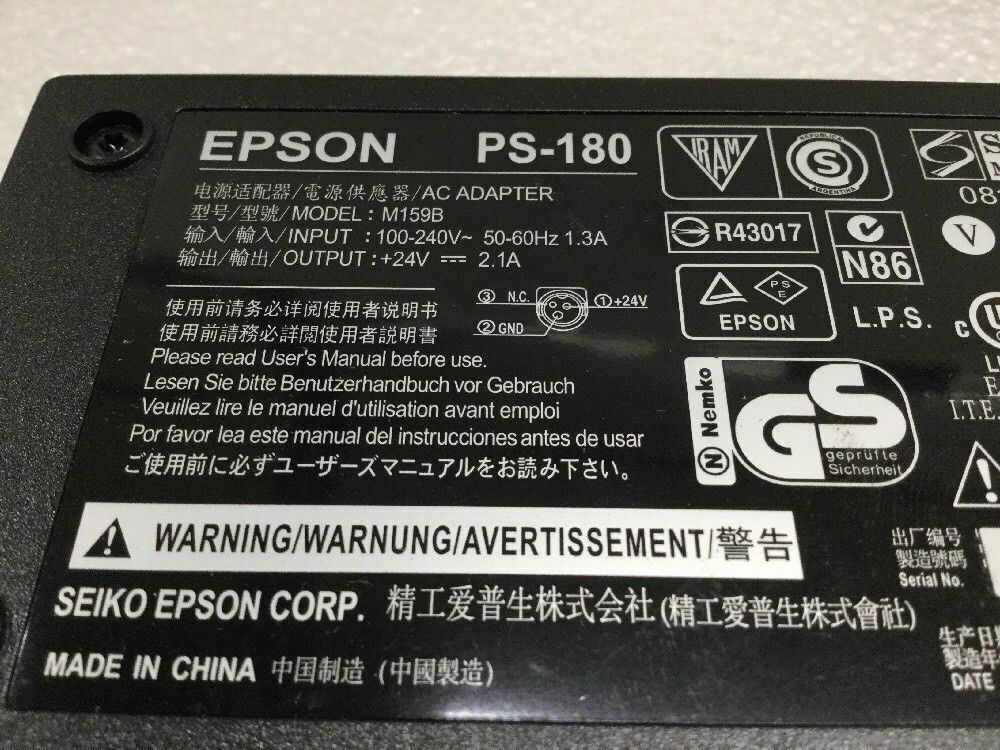 EPSON PS-180
电源适配器/電源供應器/AC ADAPTER
型号/型號/MODEL : M159B
输入/輸入/INPUT : 100-240V~ 50-60Hz 1.3A
输出/輸出/OUTPUT : +24V ⎓ 2.1A
③ N.C. ①+24V
② GND
使用前请务必详阅使用者说明书
使用前請務必詳閱使用者説明書
Please read User's Manual before use.
Lesen Sie bitte Benutzerhandbuch vor Gebrauch
Veuillez lire le manuel d'utilisation avant emploi
Por favor lea este manual del instrucciones antes de usar
ご使用前に必ずユーザーズマニュアルをお読み下さい。
WARNING/WARNUNG/AVERTISSEMENT/警告
SEIKO EPSON CORP. 精工爱普生株式会社(精工愛普生株式會社)
MADE IN CHINA 中国制造 (中國製造)
IRAM
REPUBLICA
S
ARGENTINA
S
08
R43017
N86
V
PS
E
EPSON
L.P.S.
C
I.T.E.
N Nemko
GS
geprüfte
Sicherheit
出厂编号
製造號碼
Serial No.
DATE